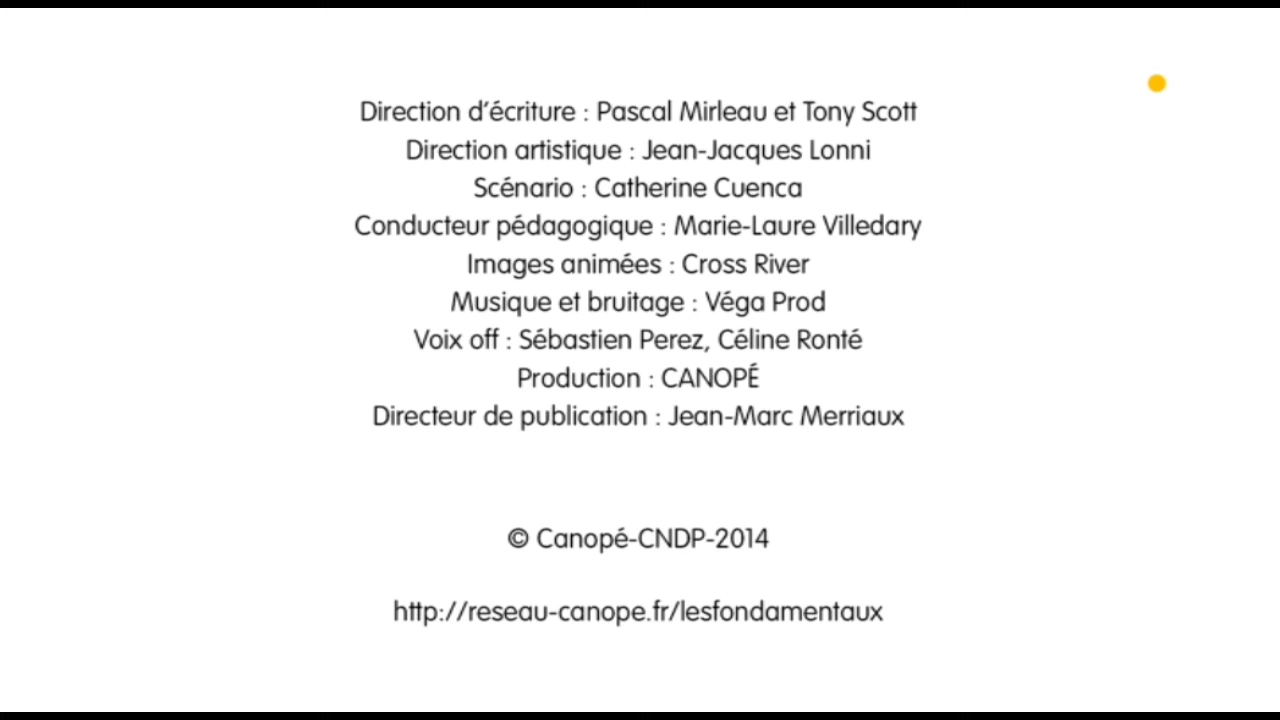 Direction d'écriture : Pascal Mirleau et Tony Scott
Direction artistique : Jean-Jacques Lonni
Scénario : Catherine Cuenca
Conducteur pédagogique : Marie-Laure Villedary
Images animées : Cross River
Musique et bruitage : Véga Prod
Voix off : Sébastien Perez, Céline Ronté
Production : CANOPÉ
Directeur de publication : Jean-Marc Merriaux
© Canopé-CNDP-2014
http://reseau-canope.fr/lesfondamentaux